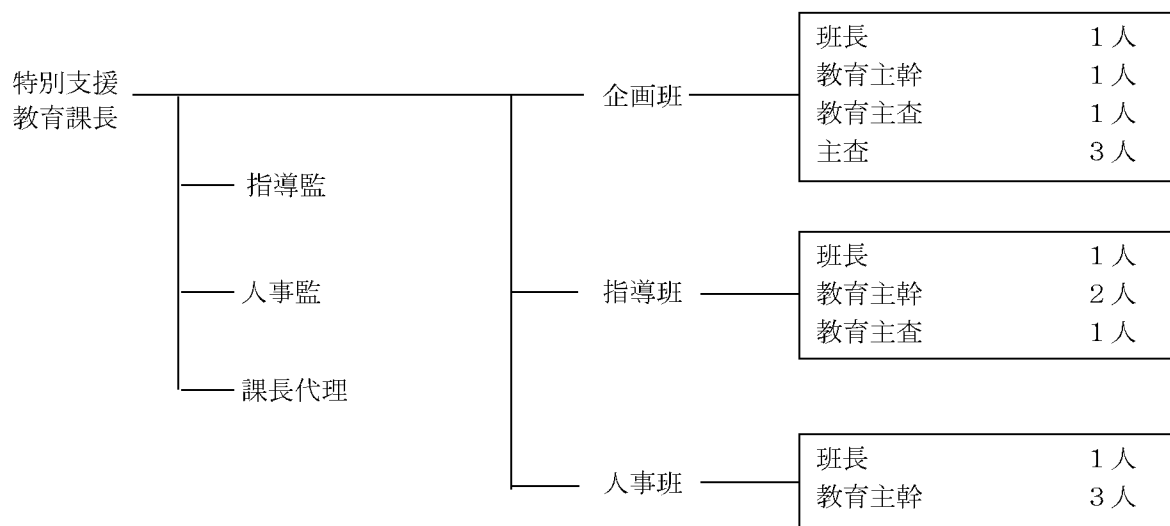 特別支援
教育課長
指導監
人事監
課長代理
企画班
班長 1人
教育主幹 1人
教育主査 1人
主査 3人
指導班
班長 1人
教育主幹 2人
教育主査 1人
人事班
班長 1人
教育主幹 3人